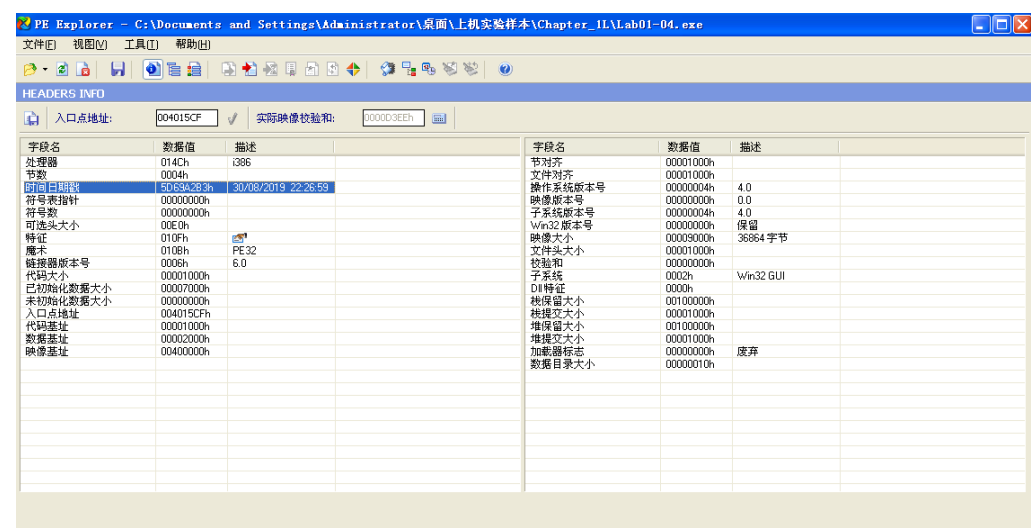 PE Explorer - C:\Documents and Settings\Administrator\桌面\上机实验样本\Chapter_1L\Lab01-04.exe
文件(F) 视图(V) 工具(I) 帮助(H)
HEADERS INFO
入口点地址: 004015CF 实际映像校验和: 0000D3EEh
字段名 数据值 描述
处理器 014Ch i386
节数 0004h
时间日期戳 5D69A2B3h 30/08/2019 22:26:59
符号表指针 00000000h
符号数 00000000h
可选头大小 00E0h
特征 010Fh
魔术 010Bh PE32
链接器版本号 0006h 6.0
代码大小 00001000h
已初始化数据大小 00007000h
未初始化数据大小 00000000h
入口点地址 004015CFh
代码基址 00001000h
数据基址 00002000h
映像基址 00400000h
字段名 数据值 描述
节对齐 00001000h
文件对齐 00001000h
操作系统版本号 00000004h 4.0
映像版本号 00000000h 0.0
子系统版本号 00000004h 4.0
Win32 版本号 00000000h 保留
映像大小 00009000h 36864 字节
文件头大小 00001000h
校验和 00000000h
子系统 0002h Win32 GUI
Dll特征 0000h
栈保留大小 00100000h
栈提交大小 00001000h
堆保留大小 00100000h
堆提交大小 00001000h
加载器标志 00000000h 废弃
数据目录大小 00000010h